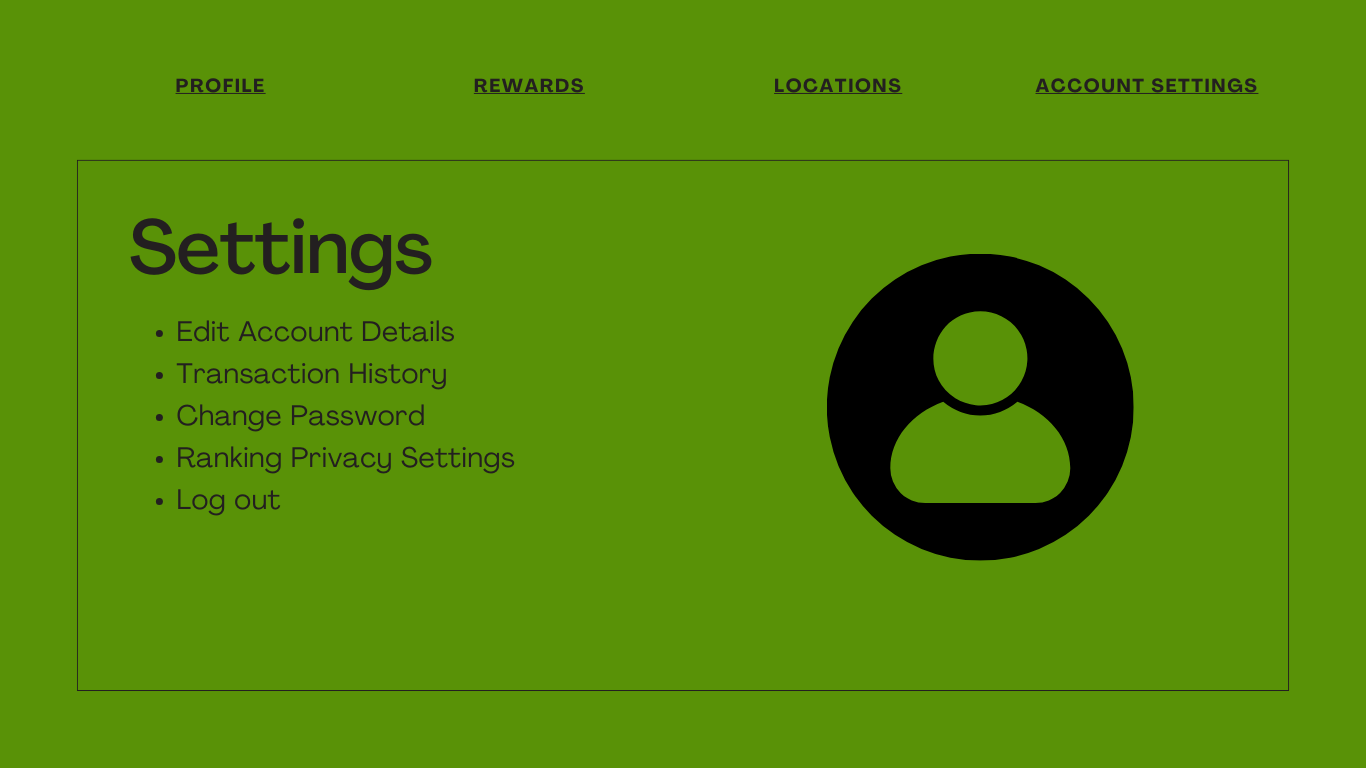 PROFILE
REWARDS
LOCATIONS
ACCOUNT SETTINGS
Settings
• Edit Account Details
• Transaction History
• Change Password
• Ranking Privacy Settings
• Log out